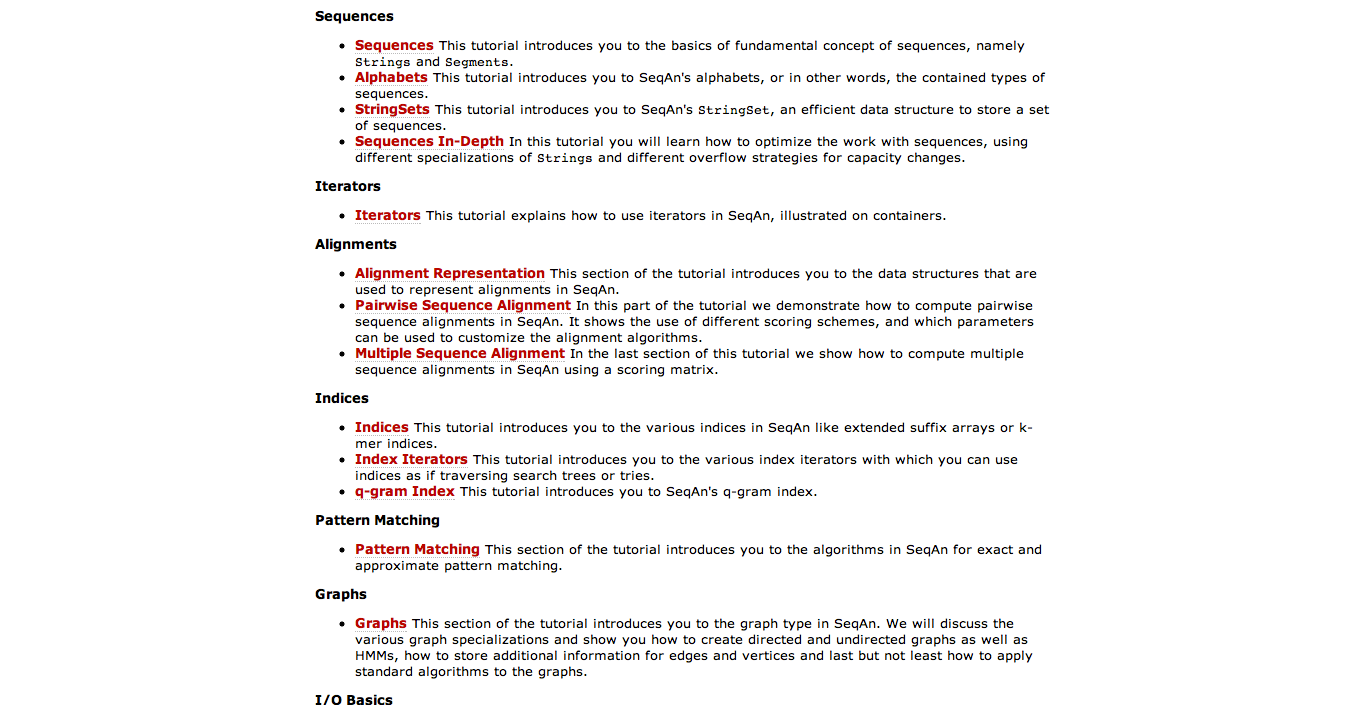 Sequences
• Sequences This tutorial introduces you to the basics of fundamental concept of sequences, namely
Strings and Segments.
• Alphabets This tutorial introduces you to SeqAn's alphabets, or in other words, the contained types of
sequences.
• StringSets This tutorial introduces you to SeqAn's StringSet, an efficient data structure to store a set
of sequences.
• Sequences In-Depth In this tutorial you will learn how to optimize the work with sequences, using
different specializations of Strings and different overflow strategies for capacity changes.
Iterators
• Iterators This tutorial explains how to use iterators in SeqAn, illustrated on containers.
Alignments
• Alignment Representation This section of the tutorial introduces you to the data structures that are
used to represent alignments in SeqAn.
• Pairwise Sequence Alignment In this part of the tutorial we demonstrate how to compute pairwise
sequence alignments in SeqAn. It shows the use of different scoring schemes, and which parameters
can be used to customize the alignment algorithms.
• Multiple Sequence Alignment In the last section of this tutorial we show how to compute multiple
sequence alignments in SeqAn using a scoring matrix.
Indices
• Indices This tutorial introduces you to the various indices in SeqAn like extended suffix arrays or k-
mer indices.
• Index Iterators This tutorial introduces you to the various index iterators with which you can use
indices as if traversing search trees or tries.
• q-gram Index This tutorial introduces you to SeqAn's q-gram index.
Pattern Matching
• Pattern Matching This section of the tutorial introduces you to the algorithms in SeqAn for exact and
approximate pattern matching.
Graphs
• Graphs This section of the tutorial introduces you to the graph type in SeqAn. We will discuss the
various graph specializations and show you how to create directed and undirected graphs as well as
HMMs, how to store additional information for edges and vertices and last but not least how to apply
standard algorithms to the graphs.
I/O Basics